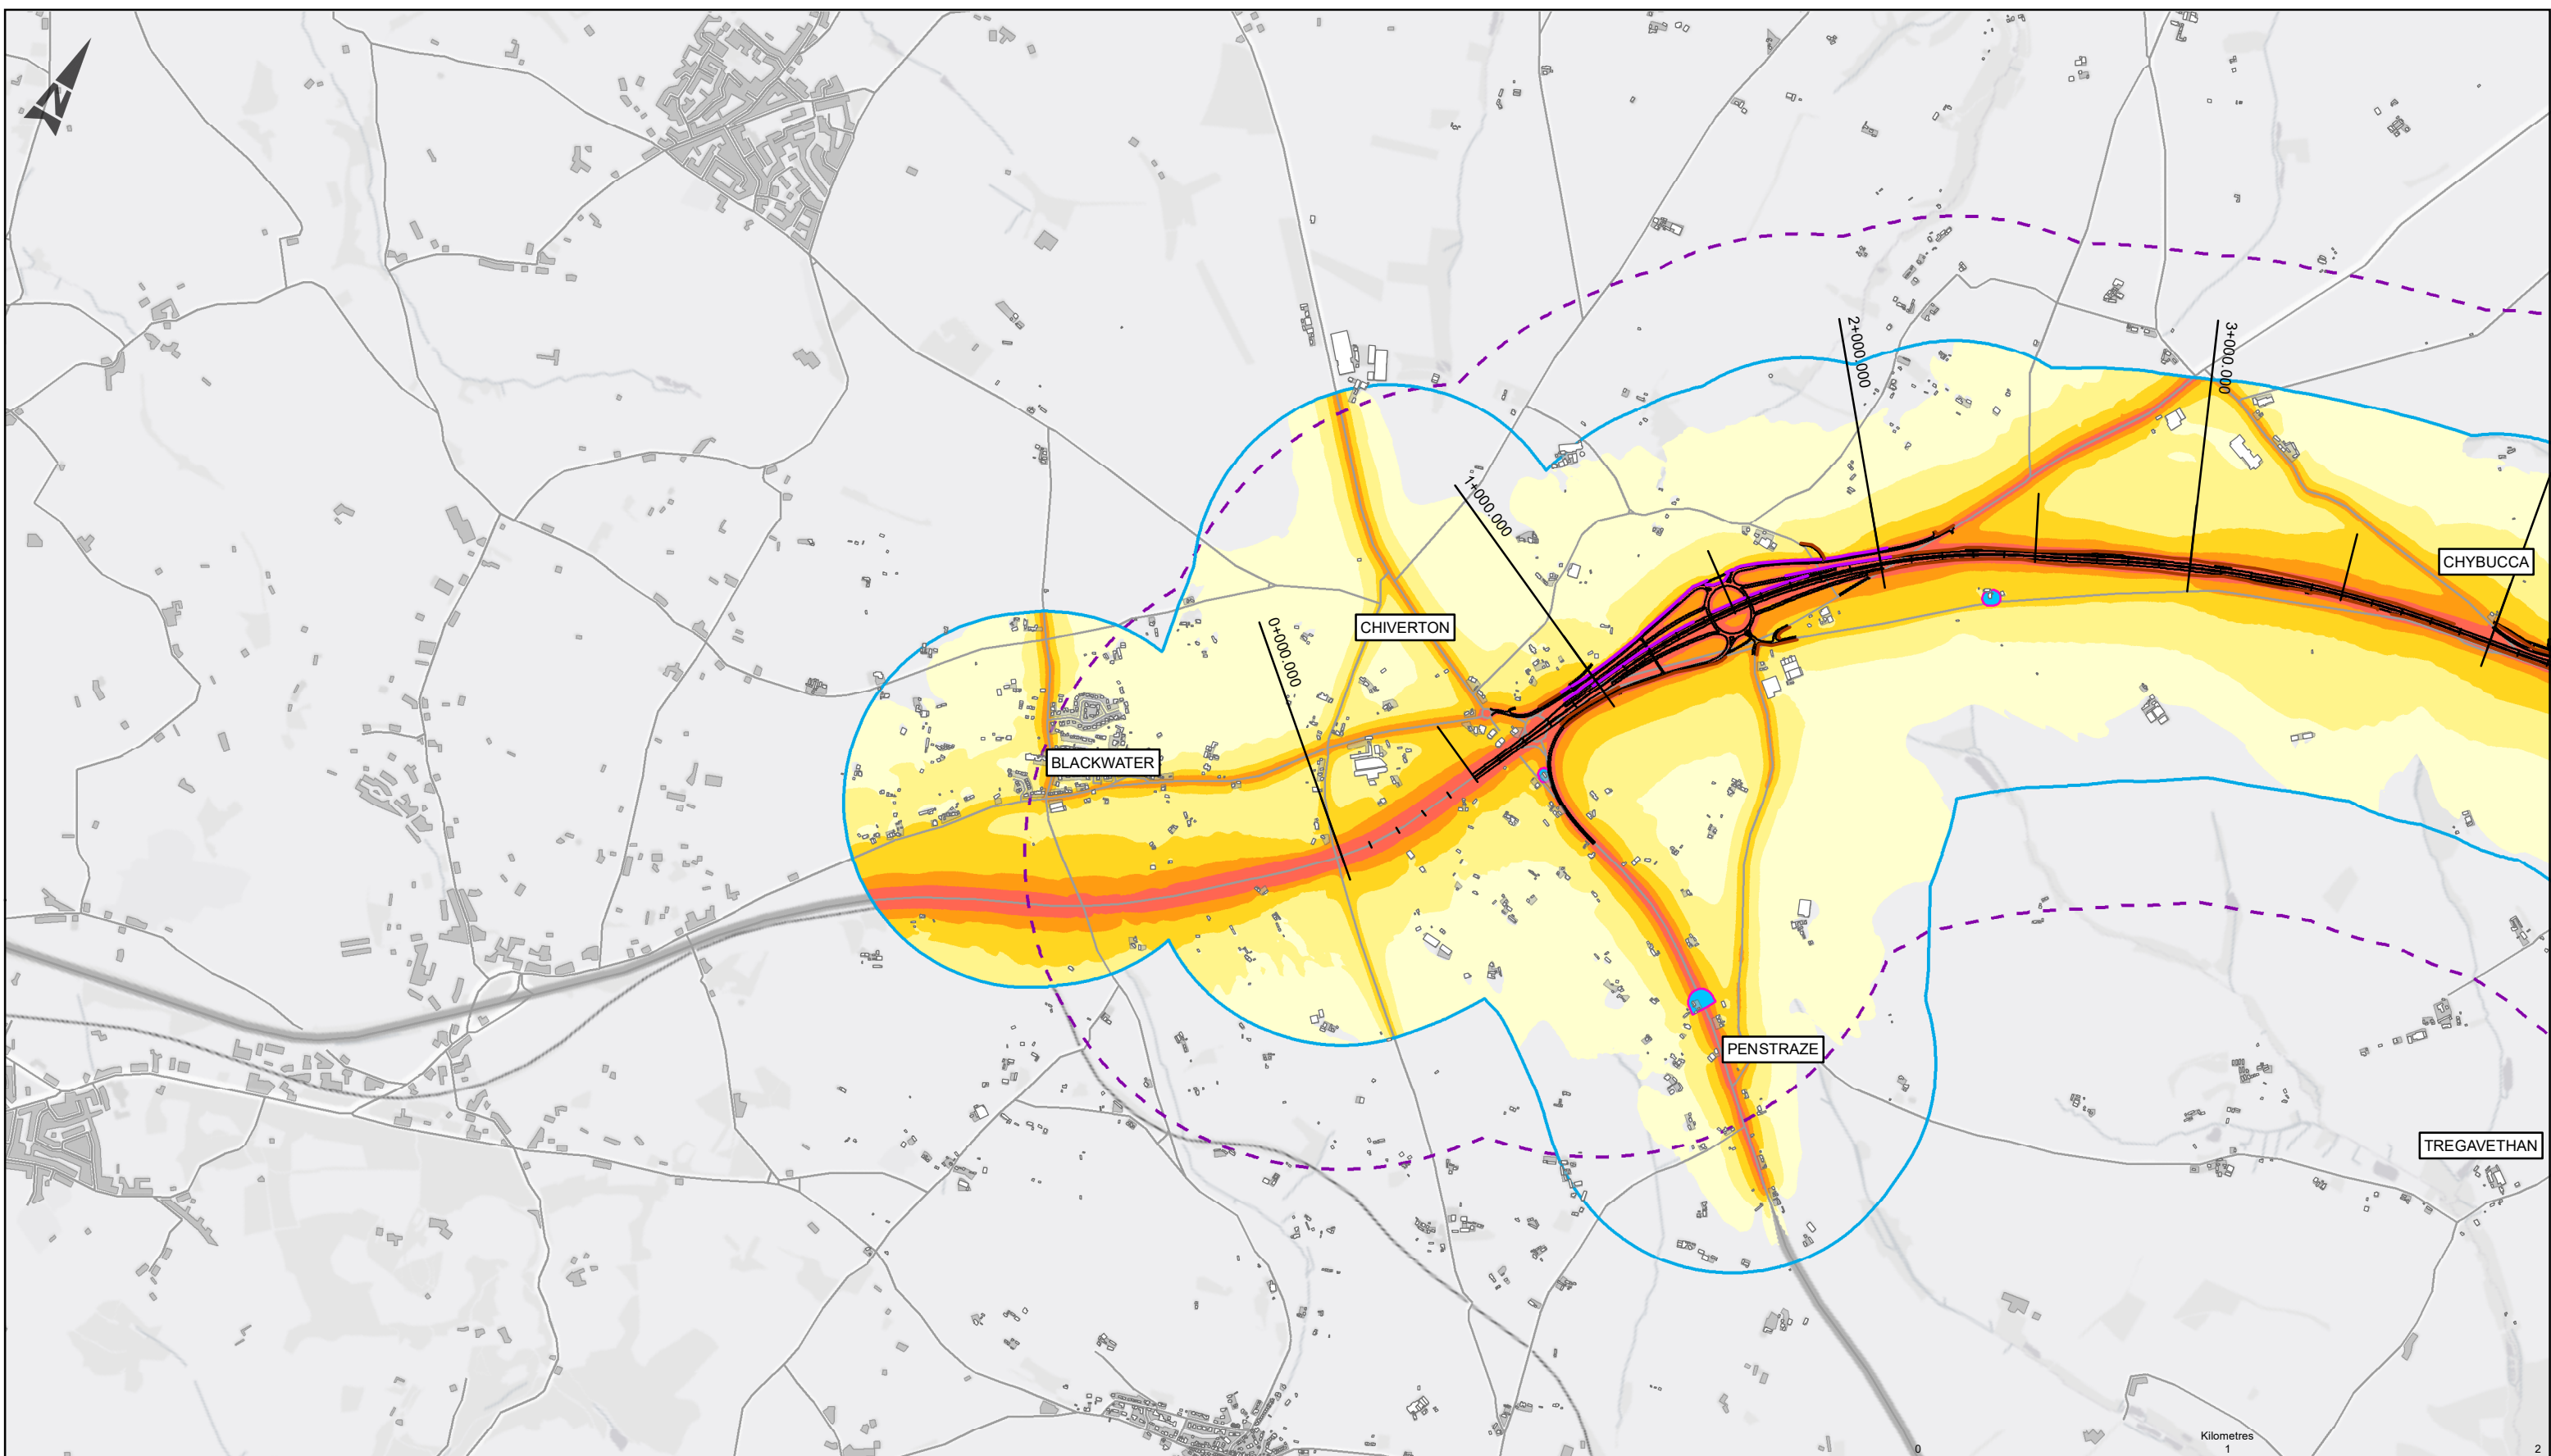 N
2+000.000
3+000.000
1+000.000
CHYBUCCA
0+000.000
CHIVERTON
BLACKWATER
PENSTRAZE
TREGAVETHAN
Kilometres
0 1 2